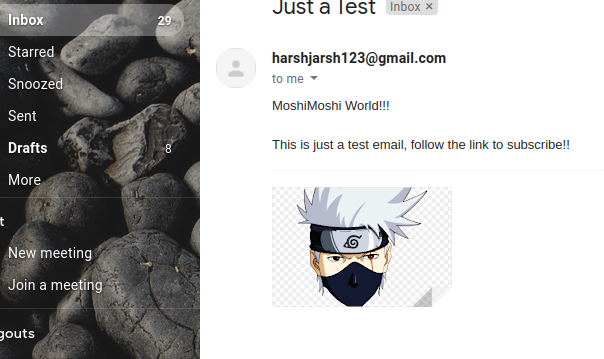 Just a Test Inbox ×
Inbox 29
Starred
Snoozed
Sent
Drafts 8
More
t
New meeting
Join a meeting
gouts
harshjarsh123@gmail.com
to me
MoshiMoshi World!!!
This is just a test email, follow the link to subscribe!!